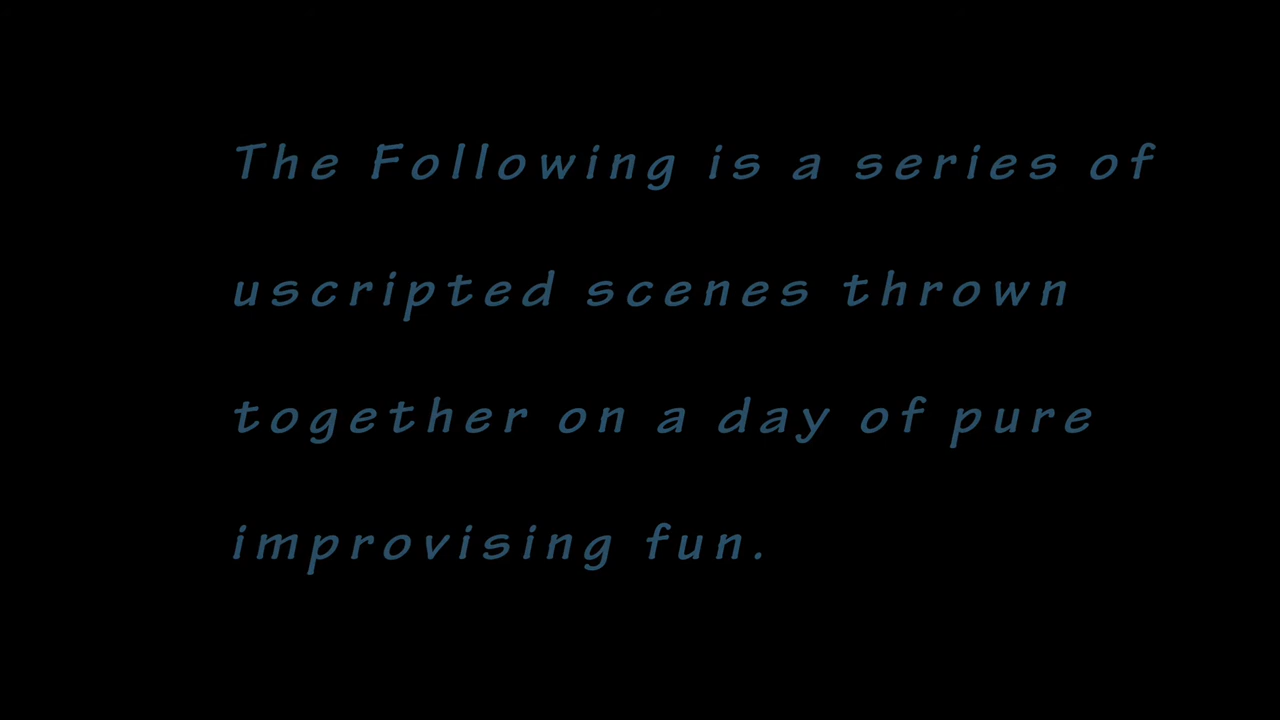 The Following is a series of
uscripted scenes thrown
together on a day of pure
improvising fun.